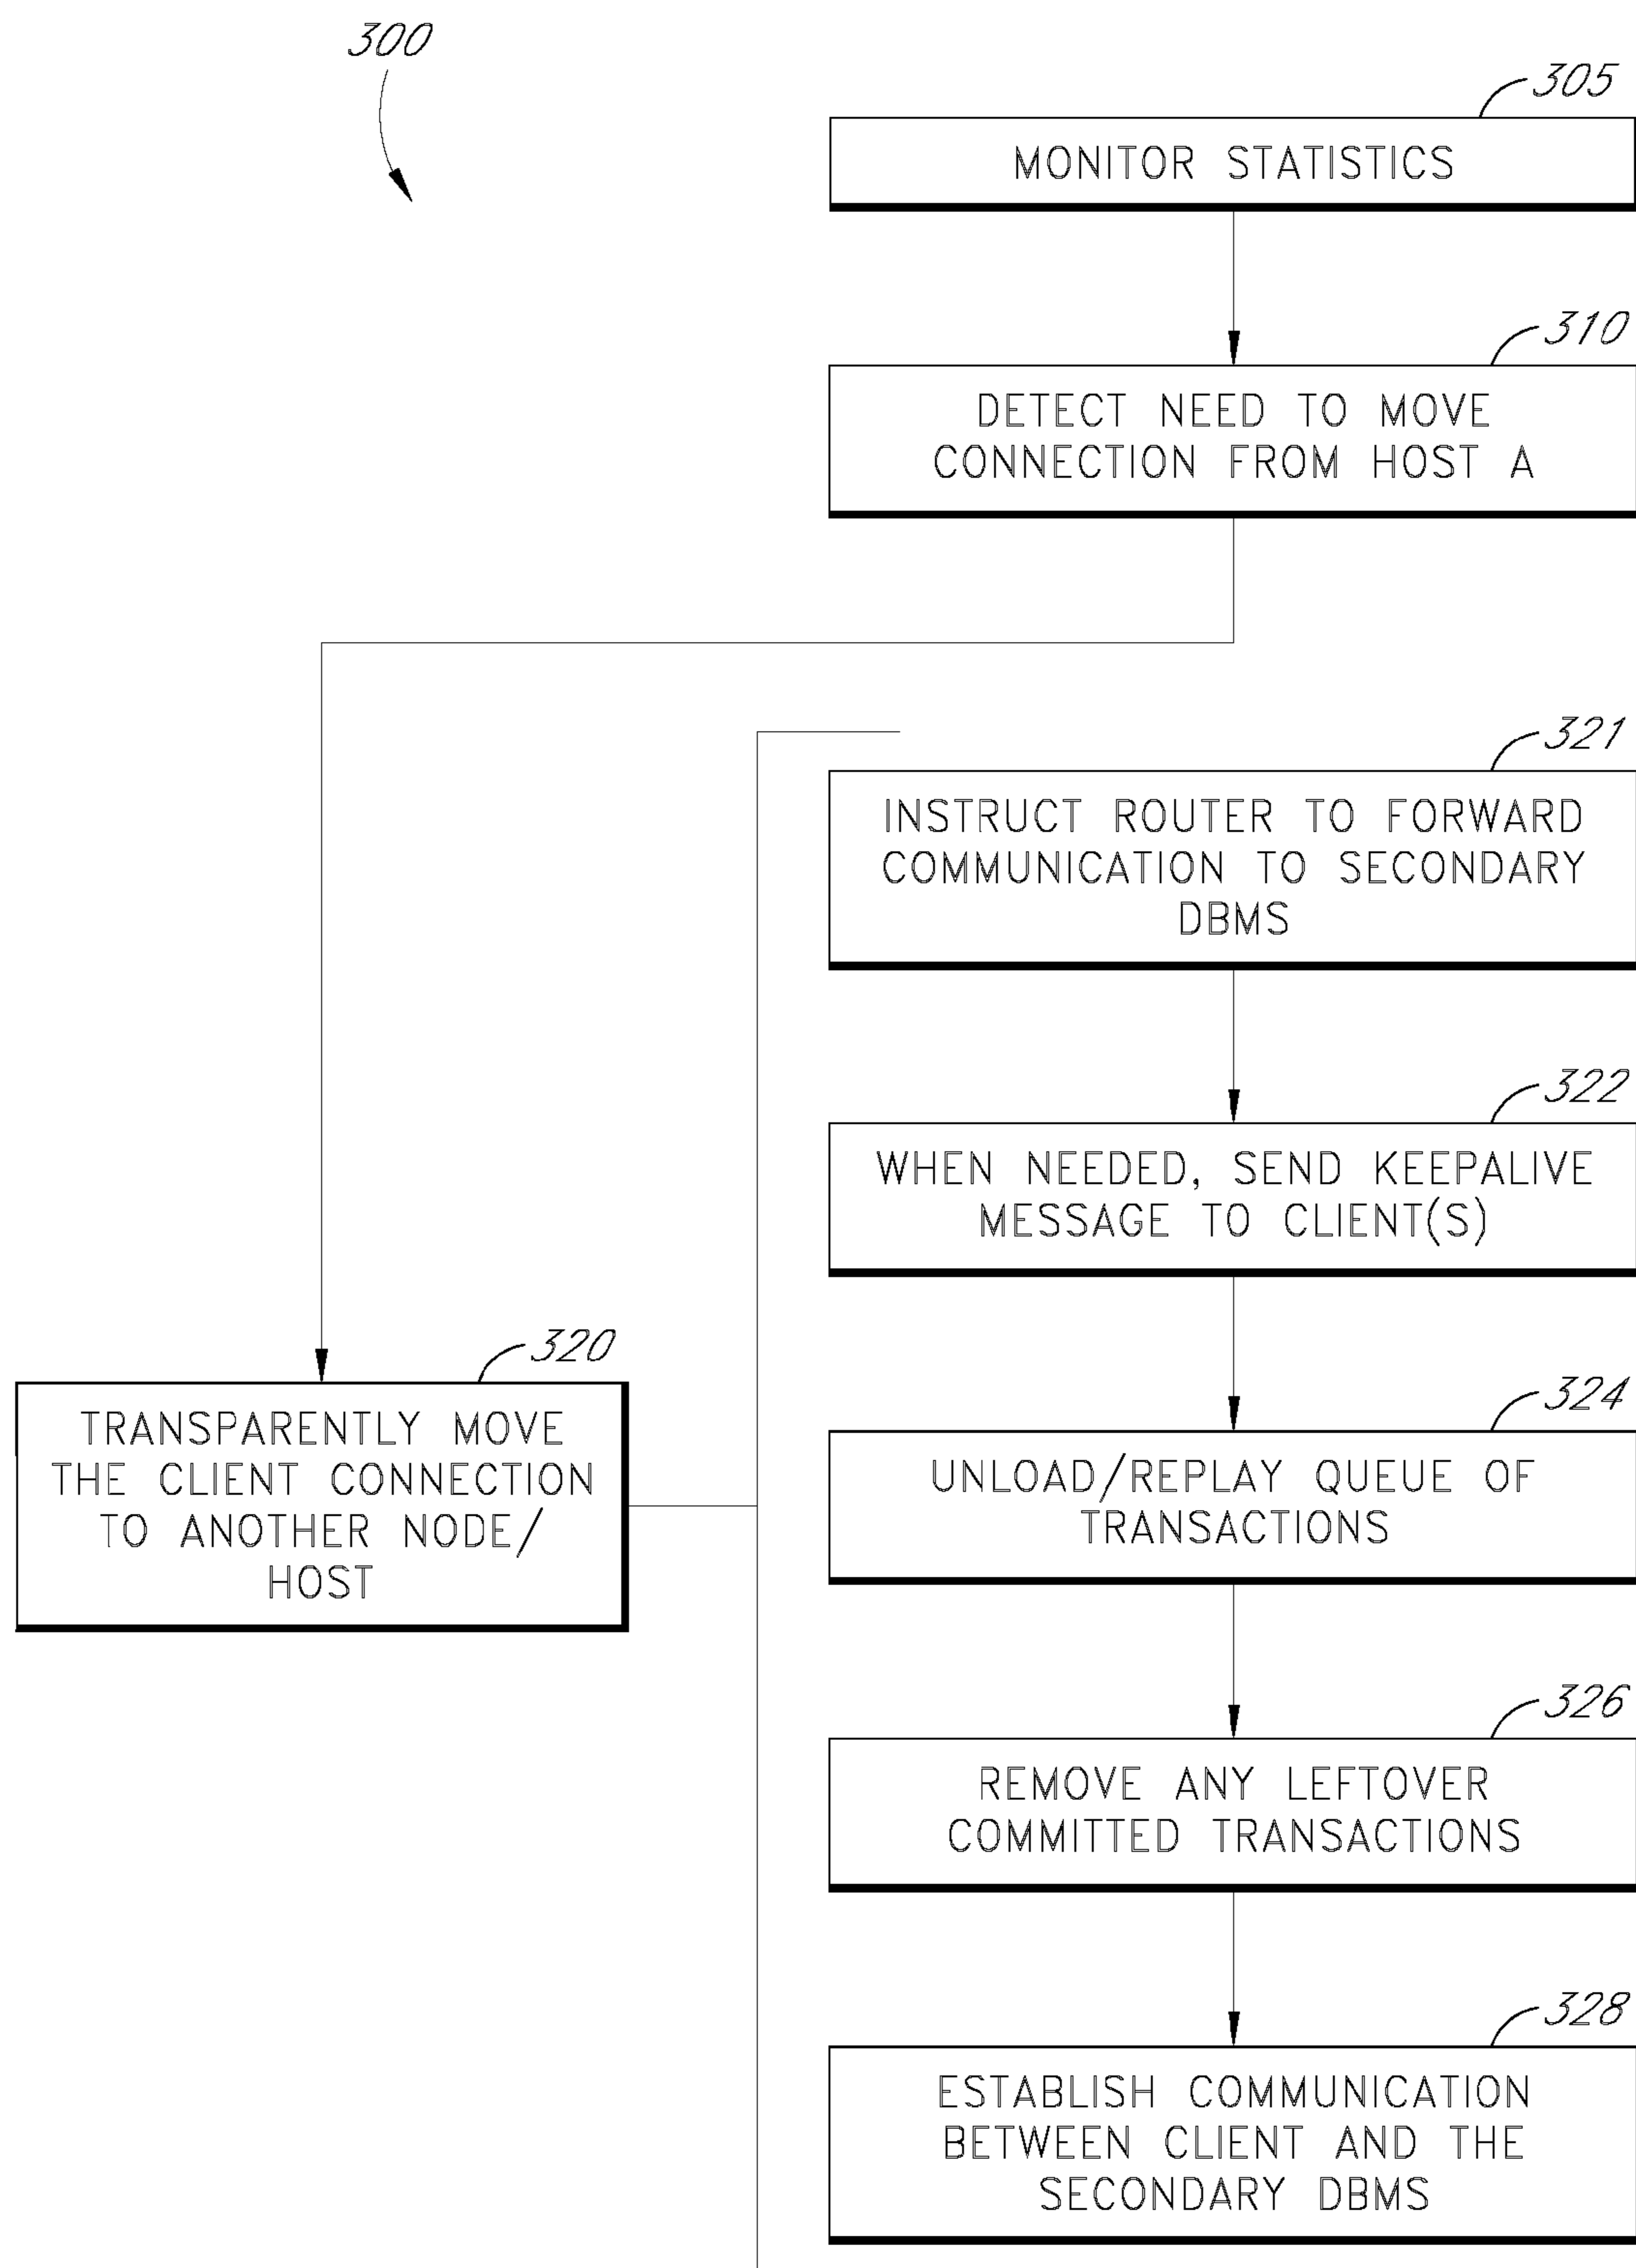 300
305
MONITOR STATISTICS
310
DETECT NEED TO MOVE
CONNECTION FROM HOST A
321
INSTRUCT ROUTER TO FORWARD
COMMUNICATION TO SECONDARY
DBMS
322
WHEN NEEDED, SEND KEEPALIVE
MESSAGE TO CLIENT(S)
320
TRANSPARENTLY MOVE
THE CLIENT CONNECTION
TO ANOTHER NODE/
HOST
324
UNLOAD/REPLAY QUEUE OF
TRANSACTIONS
326
REMOVE ANY LEFTOVER
COMMITTED TRANSACTIONS
328
ESTABLISH COMMUNICATION
BETWEEN CLIENT AND THE
SECONDARY DBMS